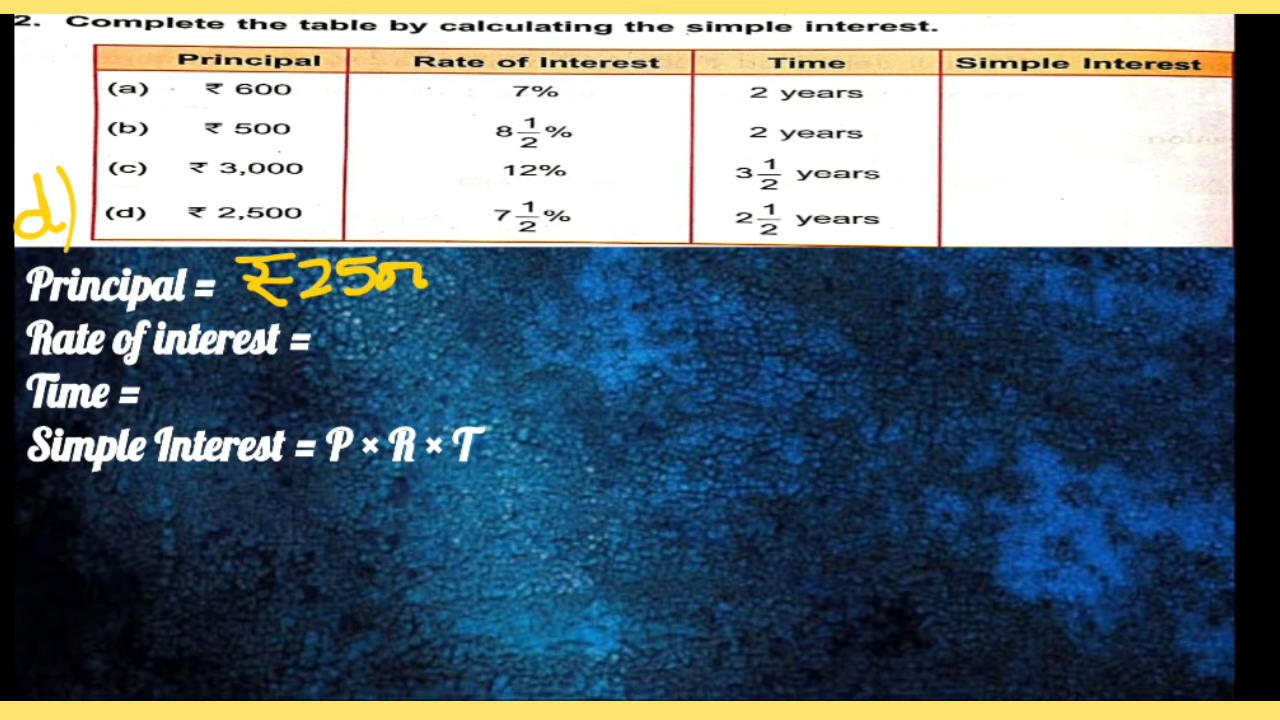 2. Complete the table by calculating the simple interest.
Principal Rate of Interest Time Simple Interest
(a) ₹ 600 7% 2 years
(b) ₹ 500 8 1/2 % 2 years
(c) ₹ 3,000 12% 3 1/2 years
(d) ₹ 2,500 7 1/2 % 2 1/2 years
d.)
Principal = ₹2500
Rate of interest =
Time =
Simple Interest = P × R × T